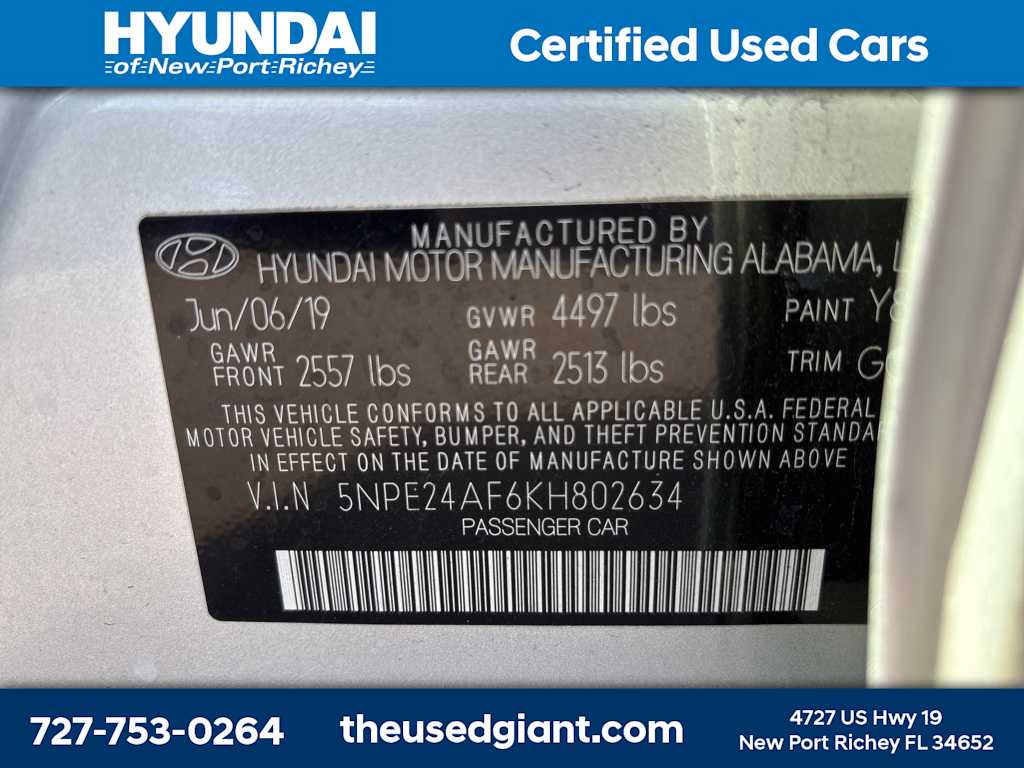 HYUNDAI
of New Port Richey
Certified Used Cars
MANUFACTURED BY
HYUNDAI MOTOR MANUFACTURING ALABAMA,
Jun/06/19 GVWR 4497 lbs PAINT
GAWR FRONT 2557 lbs GAWR REAR 2513 lbs TRIM
THIS VEHICLE CONFORMS TO ALL APPLICABLE U.S.A. FEDERAL
MOTOR VEHICLE SAFETY, BUMPER, AND THEFT PREVENTION
IN EFFECT ON THE DATE OF MANUFACTURE SHOWN ABOVE
V.I.N 5NPE24AF6KH802634
PASSENGER CAR
727-753-0264
theusedgiant.com
4727 US Hwy 19
New Port Richey FL 34652